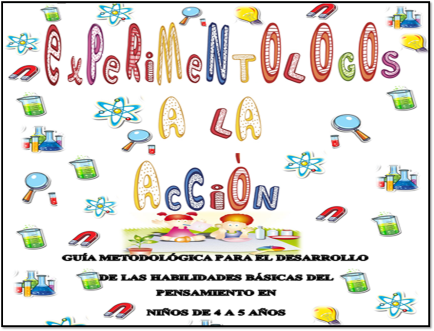 ExPeRiMeNTOLOGOS
A LA
AcCiÓN
GUÍA METODOLÓGICA PARA EL DESARROLLO
DE LAS HABILIDADES BÁSICAS DEL
PENSAMIENTO EN
NIÑOS DE 4 A 5 AÑOS